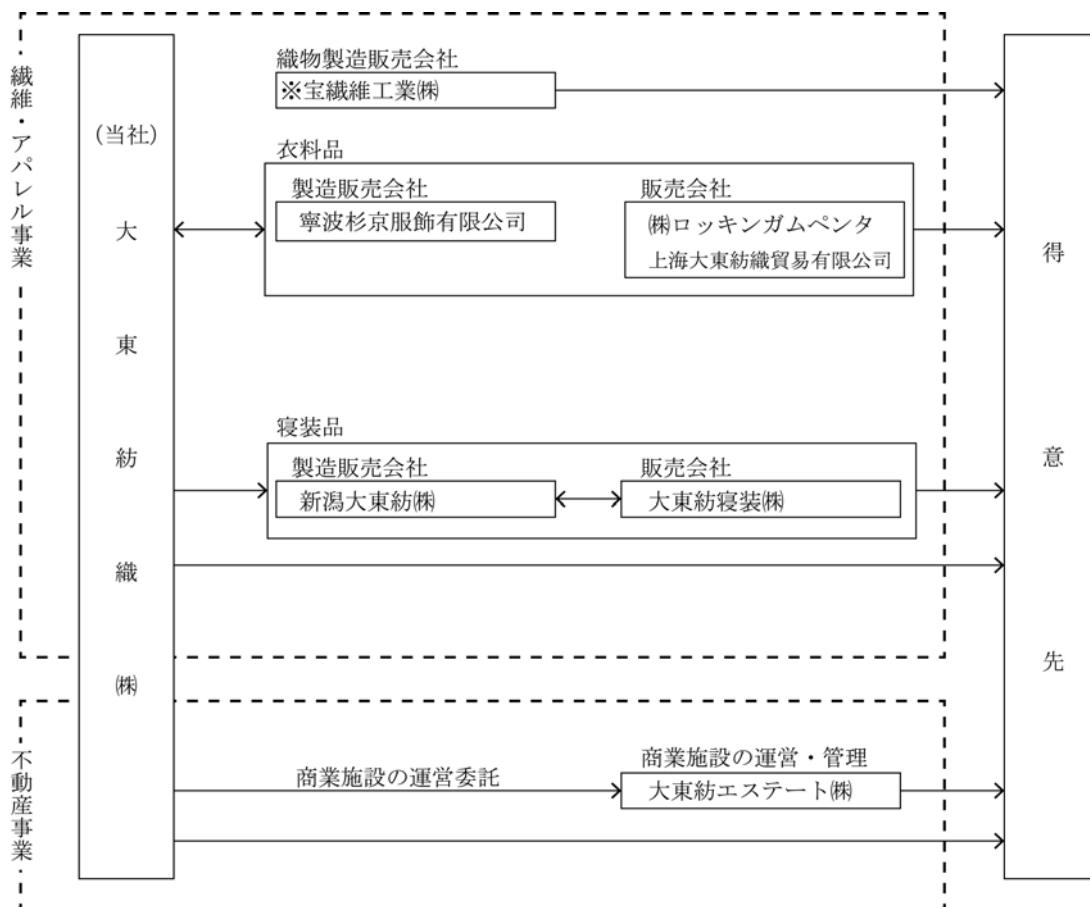 繊維・アパレル事業
(当社)
大東紡織㈱
織物製造販売会社
※宝繊維工業㈱
衣料品
製造販売会社
寧波杉京服飾有限公司
販売会社
㈱ロッキンガムペンタ
上海大東紡織貿易有限公司
寝装品
製造販売会社
新潟大東紡㈱
販売会社
大東紡寝装㈱
得意先
不動産事業
商業施設の運営委託
商業施設の運営・管理
大東紡エステート㈱